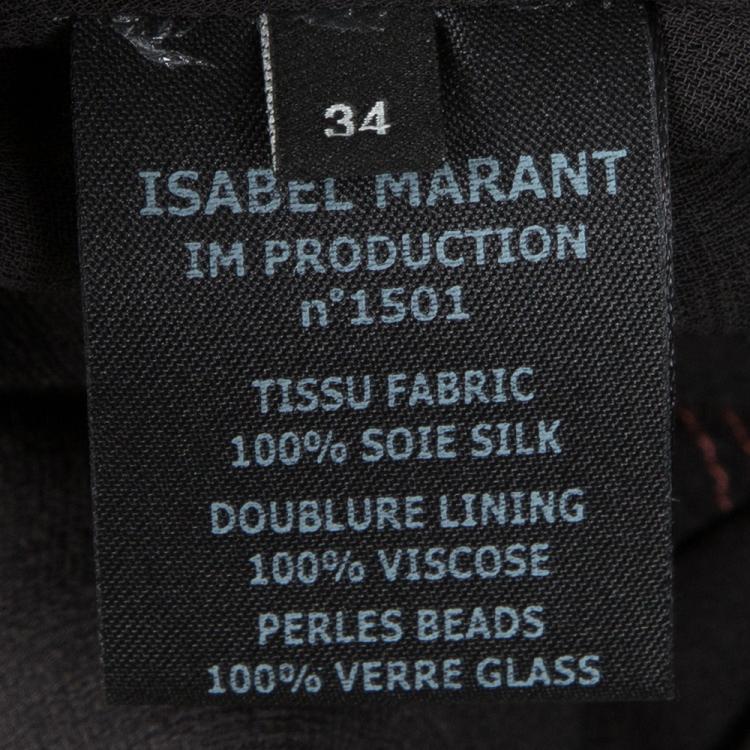 34
ISABEL MARANT
IM PRODUCTION
n°1501
TISSU FABRIC
100% SOIE SILK
DOUBLURE LINING
100% VISCOSE
PERLES BEADS
100% VERRE GLASS